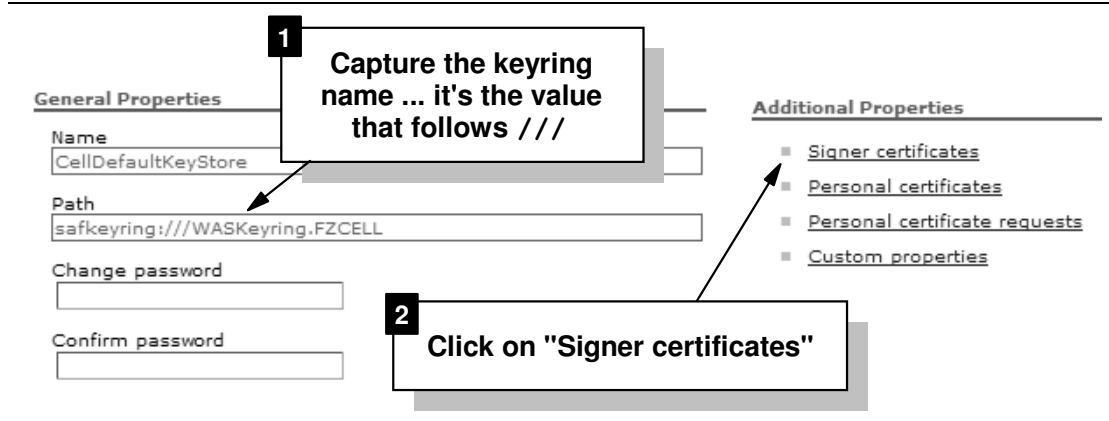 1
Capture the keyring
name ... it's the value
that follows ///
General Properties
Name
CellDefaultKeyStore
Path
safkeyring:///WASKeyring.FZCELL
Change password
Confirm password
Additional Properties
Signer certificates
Personal certificates
Personal certificate requests
Custom properties
2
Click on "Signer certificates"